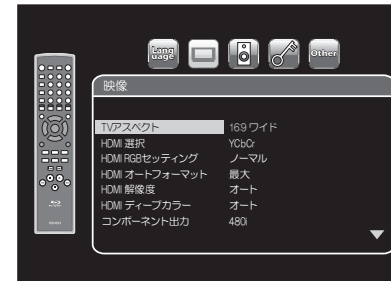 Lang
uage
Other
映像
TVアスペクト 16:9 ワイド
HDMI 選択 YCbCr
HDMI RGBセッティング ノーマル
HDMI オートフォーマット 最大
HDMI 解像度 オート
HDMI ディープカラー オート
コンポーネント出力 480i